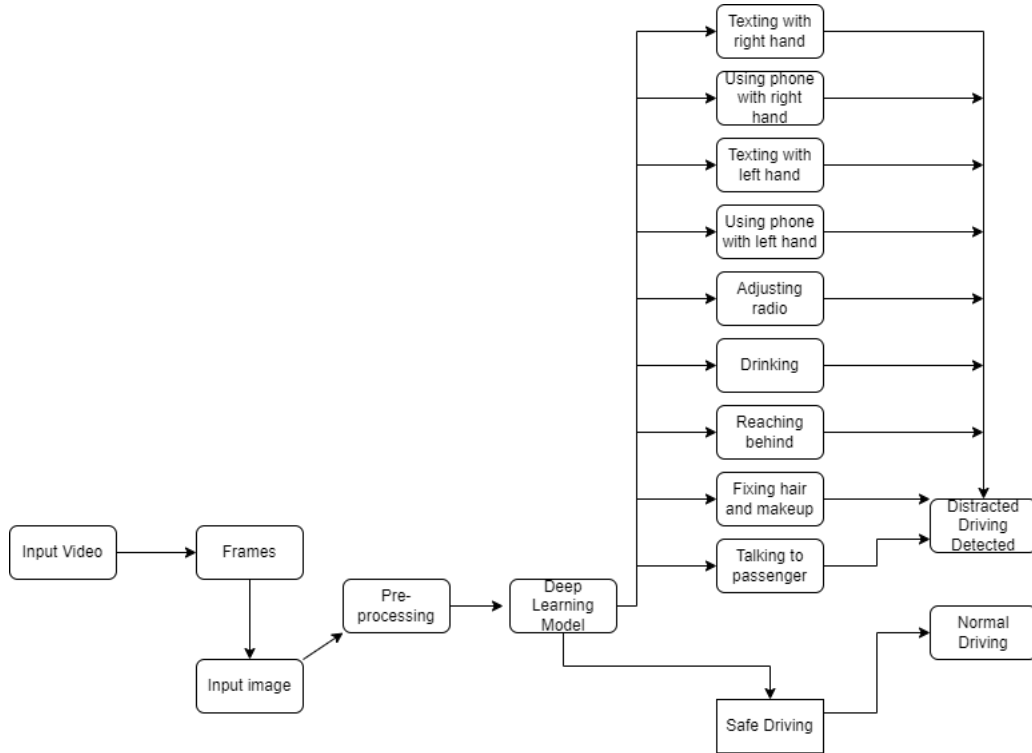 Texting with
right hand
Using phone
with right
hand
Texting with
left hand
Using phone
with left hand
Adjusting
radio
Drinking
Reaching
behind
Fixing hair
and makeup
Distracted
Driving
Detected
Input Video
Frames
Talking to
passenger
Pre-
processing
Deep
Learning
Model
Normal
Driving
Input image
Safe Driving